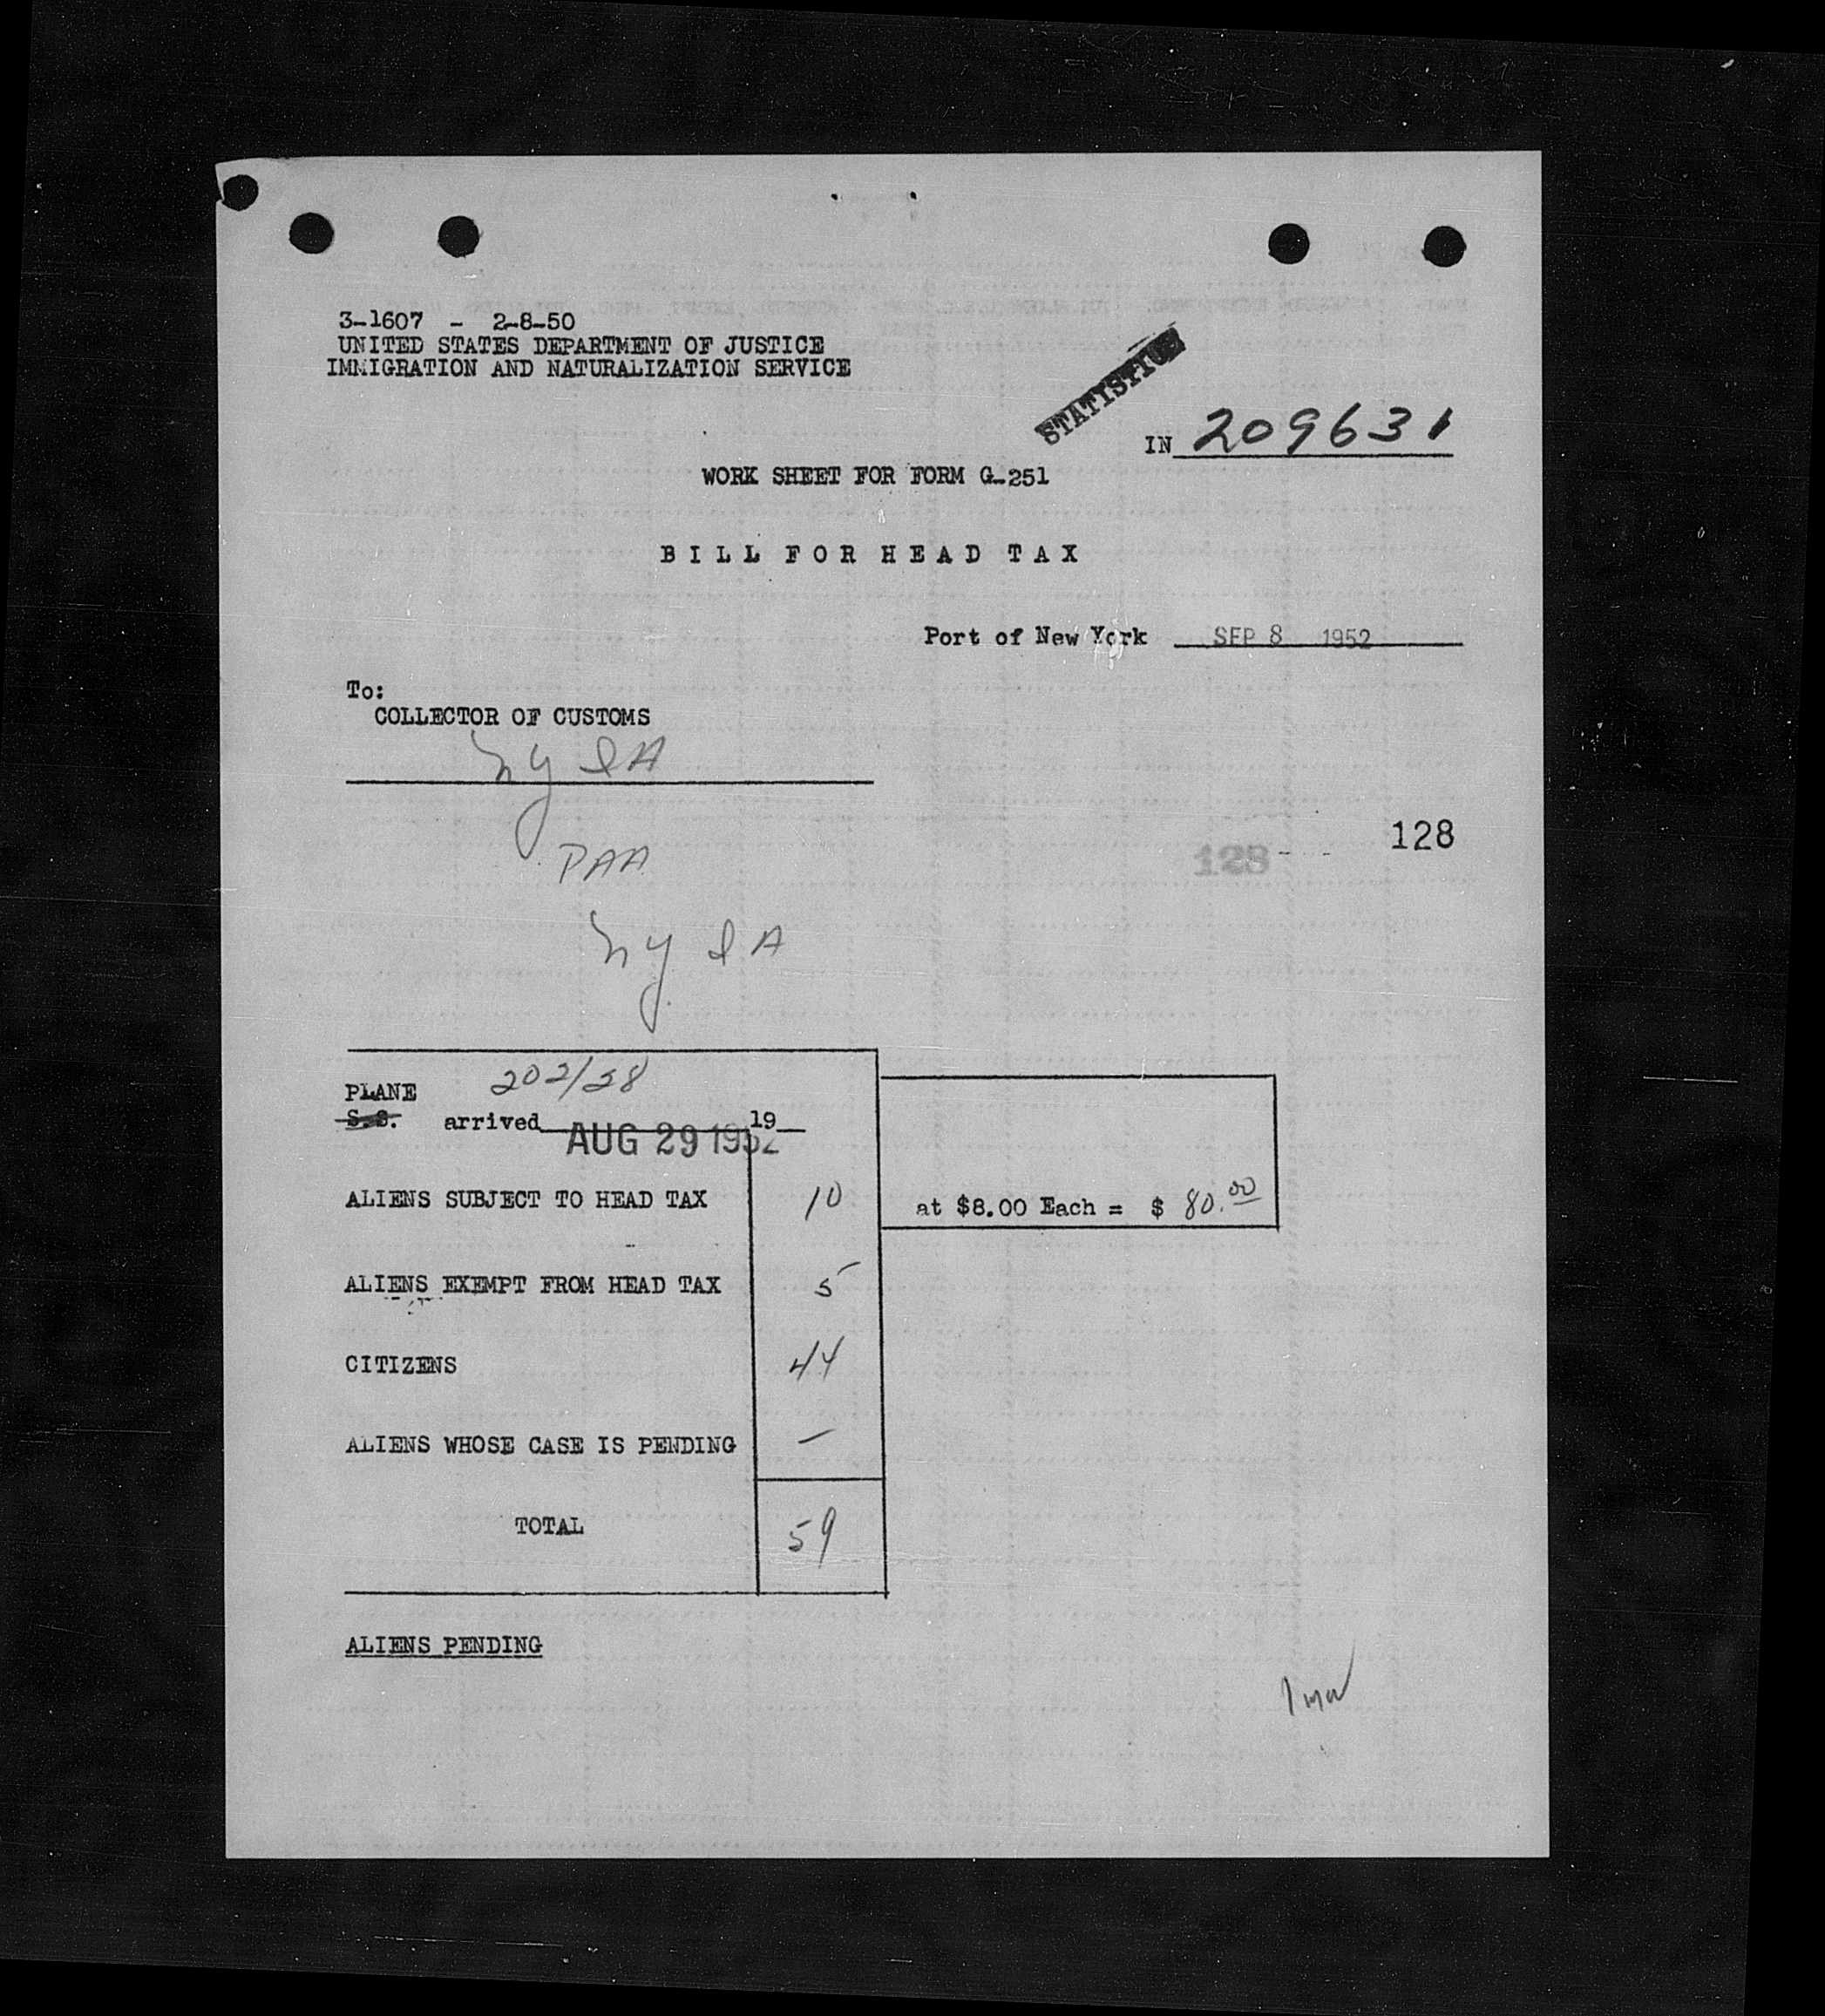 3-1607 - 2-8-50
UNITED STATES DEPARTMENT OF JUSTICE
IMMIGRATION AND NATURALIZATION SERVICE
STATISTICS
IN 209631
WORK SHEET FOR FORM G-251
BILL FOR HEAD TAX
Port of New York SEP 8 1952
To:
COLLECTOR OF CUSTOMS
NY IA
128
128
PAA
NY IA
PLANE 202/28
S.S. arrived AUG 29 1952 19
ALIENS SUBJECT TO HEAD TAX 10 at $8.00 Each = $ 80.00
ALIENS EXEMPT FROM HEAD TAX 5
CITIZENS 44
ALIENS WHOSE CASE IS PENDING —
TOTAL 59
ALIENS PENDING